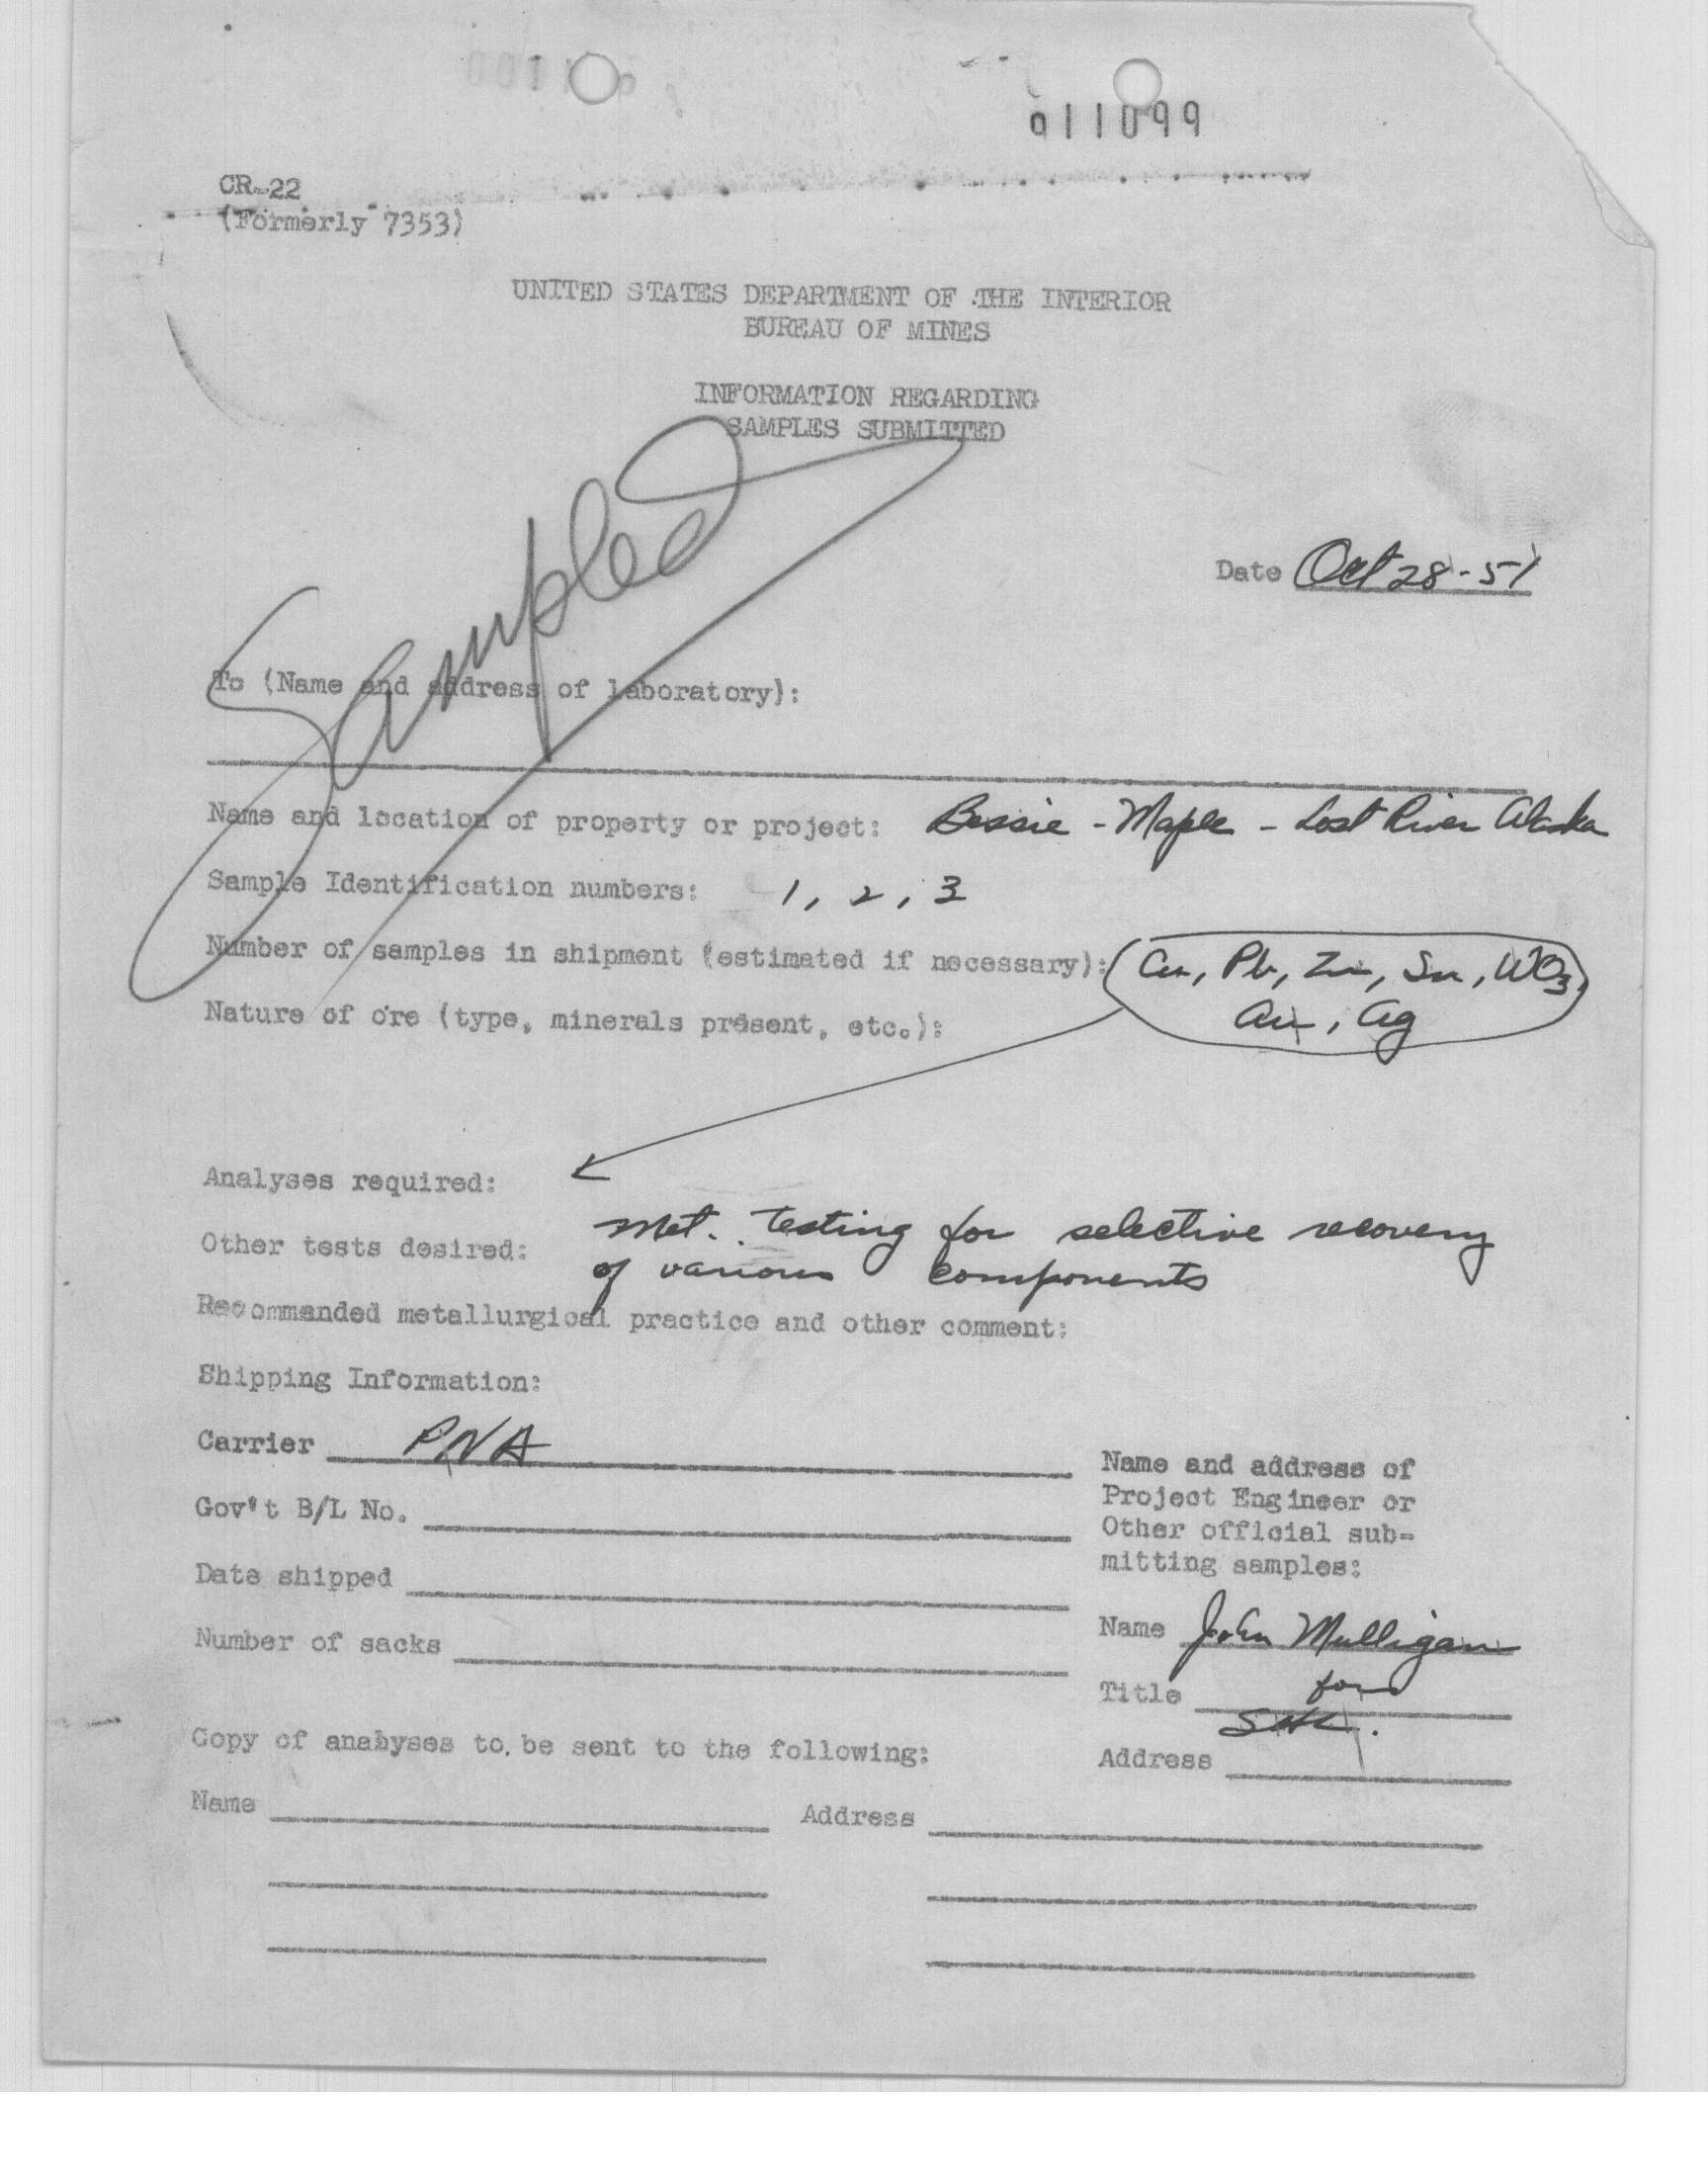 011099
CR-22
(Formerly 7353)
UNITED STATES DEPARTMENT OF THE INTERIOR
BUREAU OF MINES
INFORMATION REGARDING
SAMPLES SUBMITTED
Sampled
Date Oct 28-51
To (Name and address of laboratory):
Name and location of property or project: Bessie - Maple - Lost River Alaska
Sample Identification numbers: 1, 2, 3
Number of samples in shipment (estimated if necessary): Cu, Pb, Zn, Sn, WO3,
Au, Ag
Nature of ore (type, minerals present, etc.):
Analyses required:
Other tests desired: Met. testing for selective recovery
of various components
Recommended metallurgical practice and other comment:
Shipping Information:
Carrier PNA
Gov't B/L No.
Date shipped
Number of sacks
Name and address of
Project Engineer or
Other official sub-
mitting samples:
Name John Mulligan
Title for
Address
Copy of analyses to be sent to the following:
Name Address